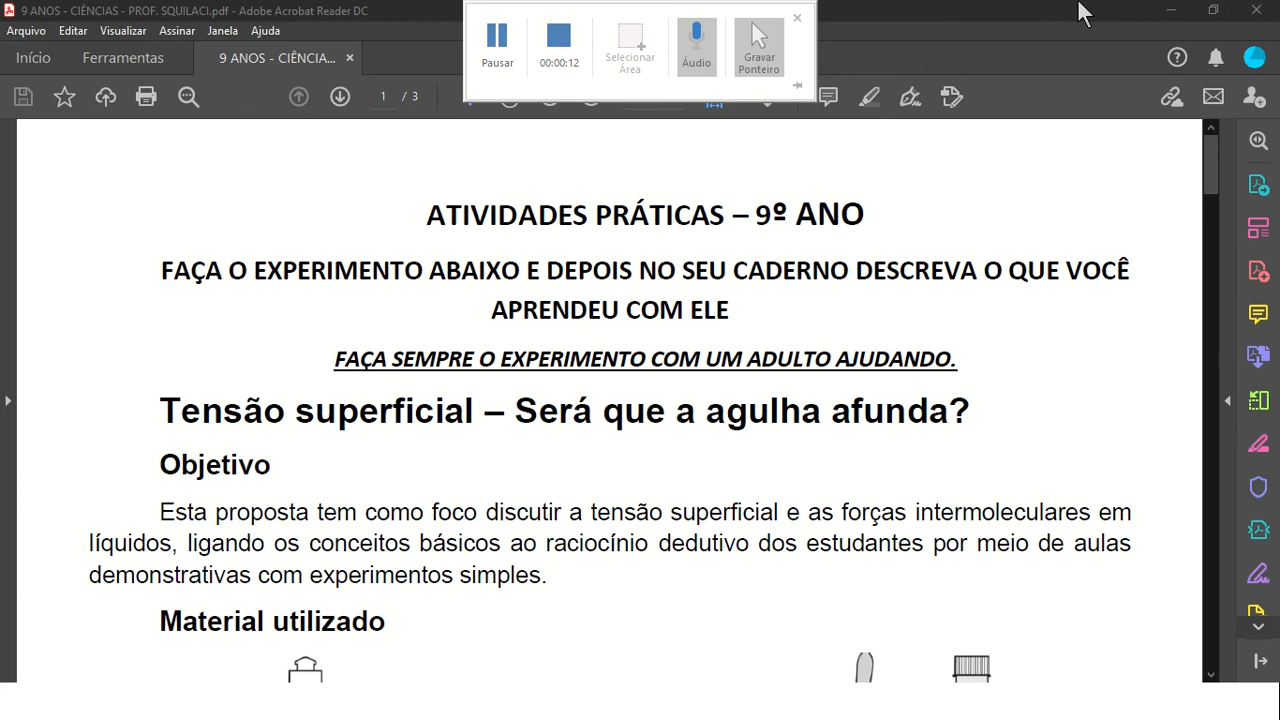 9 ANOS - CIÊNCIAS - PROF. SQUILACI.pdf - Adobe Acrobat Reader DC
Arquivo Editar Visualizar Assinar Janela Ajuda
Início Ferramentas 9 ANOS - CIÊNCIA... ×
Pausar
00:00:12
Selecionar
Área
Áudio
Gravar
Ponteiro
1 / 3
ATIVIDADES PRÁTICAS – 9º ANO
FAÇA O EXPERIMENTO ABAIXO E DEPOIS NO SEU CADERNO DESCREVA O QUE VOCÊ
APRENDEU COM ELE
FAÇA SEMPRE O EXPERIMENTO COM UM ADULTO AJUDANDO.
Tensão superficial – Será que a agulha afunda?
Objetivo
Esta proposta tem como foco discutir a tensão superficial e as forças intermoleculares em
líquidos, ligando os conceitos básicos ao raciocínio dedutivo dos estudantes por meio de aulas
demonstrativas com experimentos simples.
Material utilizado